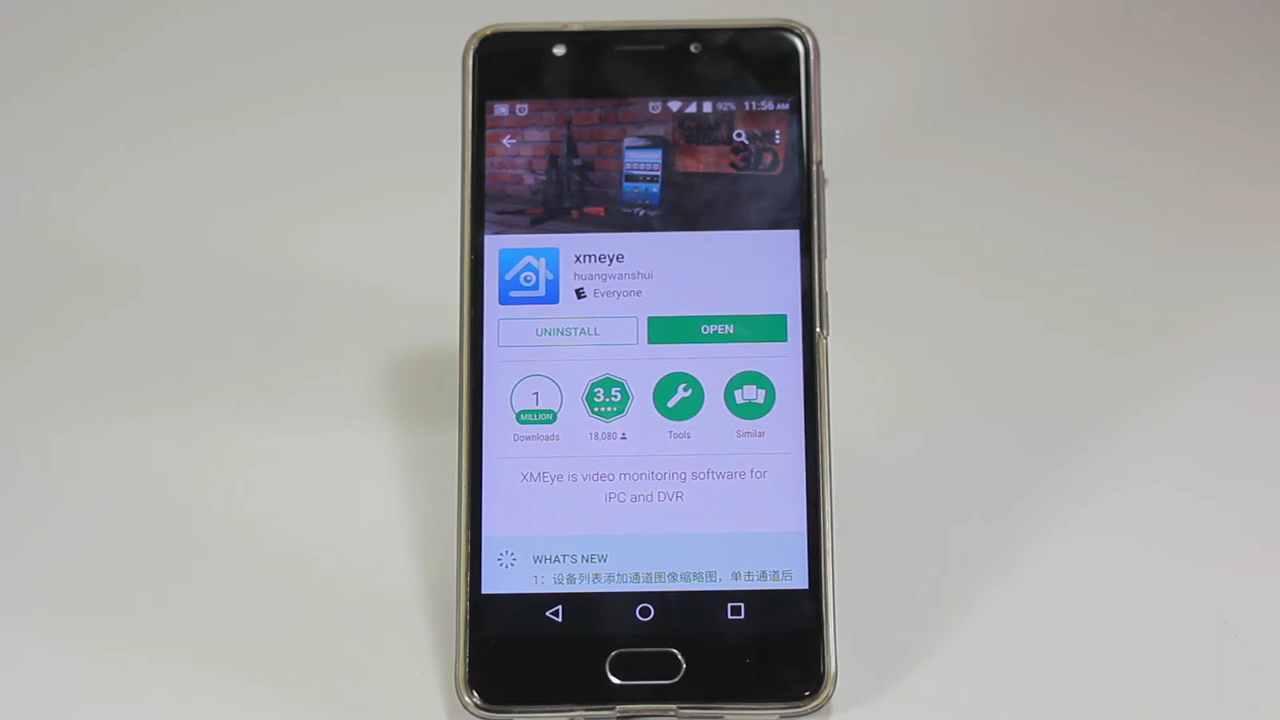 92% 11:56 AM
3D
xmeye
huangwanshui
E Everyone
UNINSTALL
OPEN
1
MILLION
Downloads
3.5
18,080
Tools
Similar
XMEye is video monitoring software for
IPC and DVR
WHAT'S NEW
1：设备列表添加通道图像缩略图，单击通道后